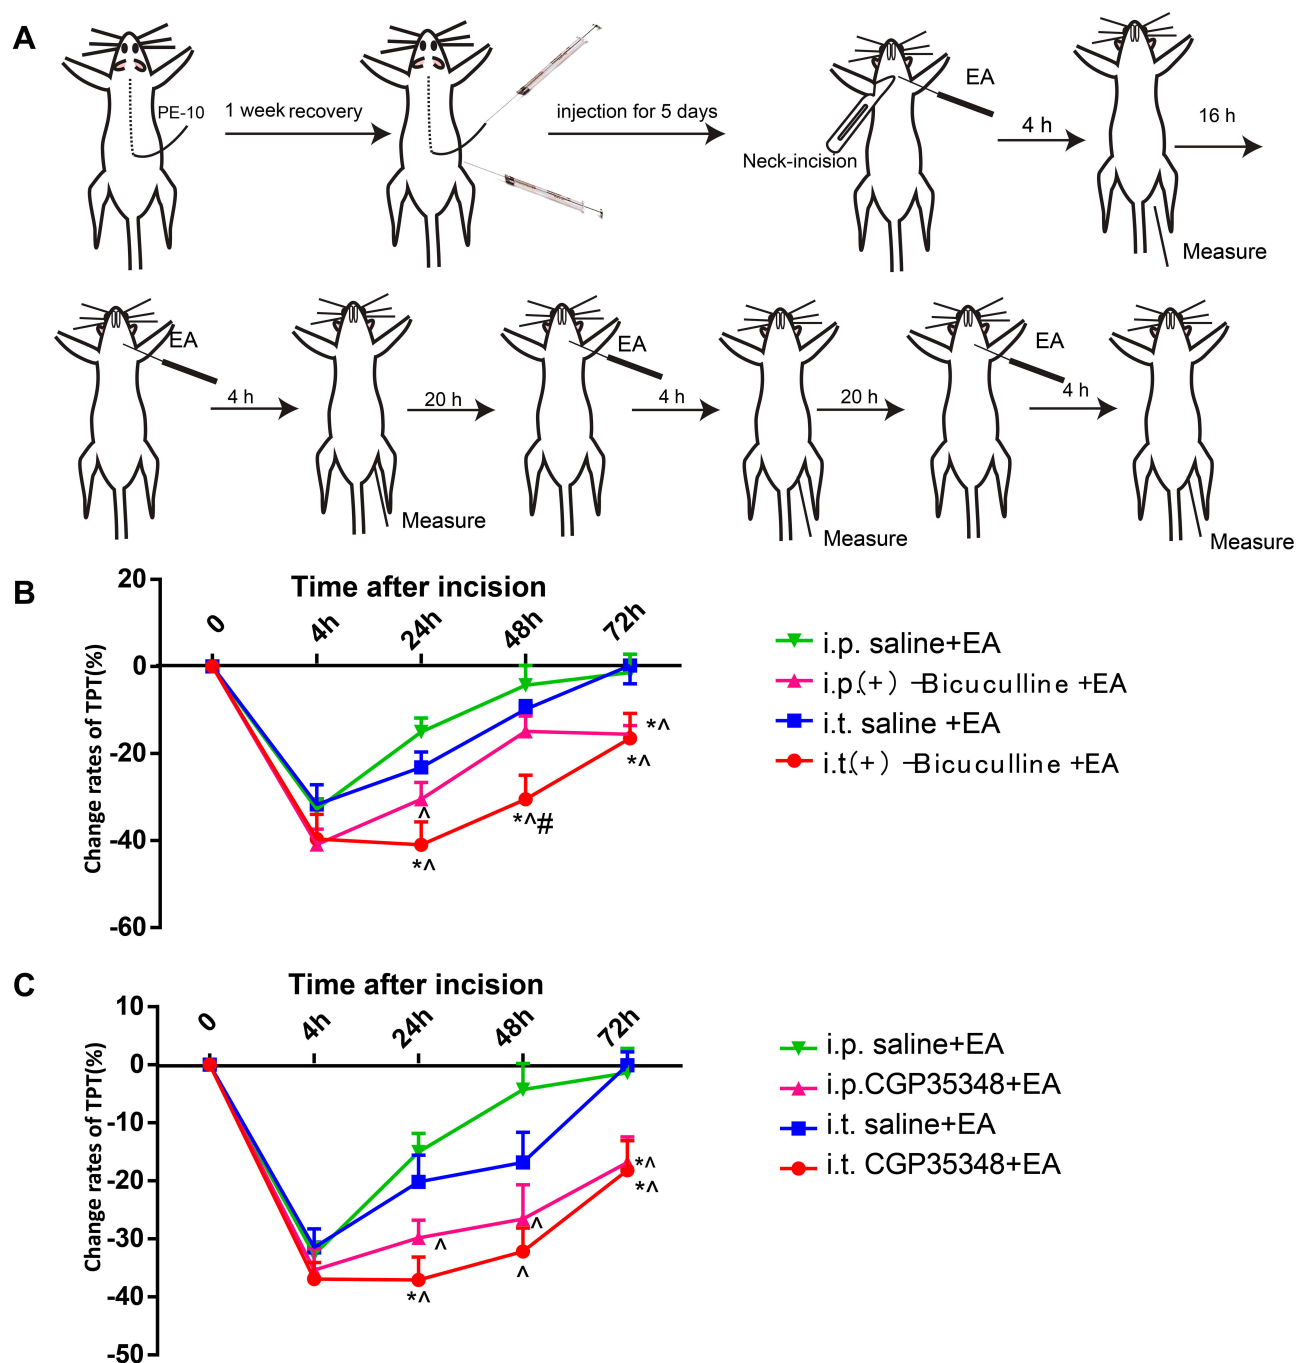 A
PE-10
1 week recovery
injection for 5 days
Neck-incision
EA
4 h
16 h
Measure
EA
4 h
Measure
20 h
EA
4 h
Measure
20 h
EA
4 h
Measure
B
Time after incision
0 4h 24h 48h 72h
Change rates of TPT(%)
20
0
-20
-40
-60
^
*^
*^#
*^
*^
i.p. saline+EA
i.p.(+) -Bicuculline +EA
i.t. saline +EA
i.t.(+) -Bicuculline +EA
C
Time after incision
0 4h 24h 48h 72h
Change rates of TPT(%)
10
0
-10
-20
-30
-40
-50
^
*^
^
^
*^
*^
i.p. saline+EA
i.p.CGP35348+EA
i.t. saline+EA
i.t. CGP35348+EA